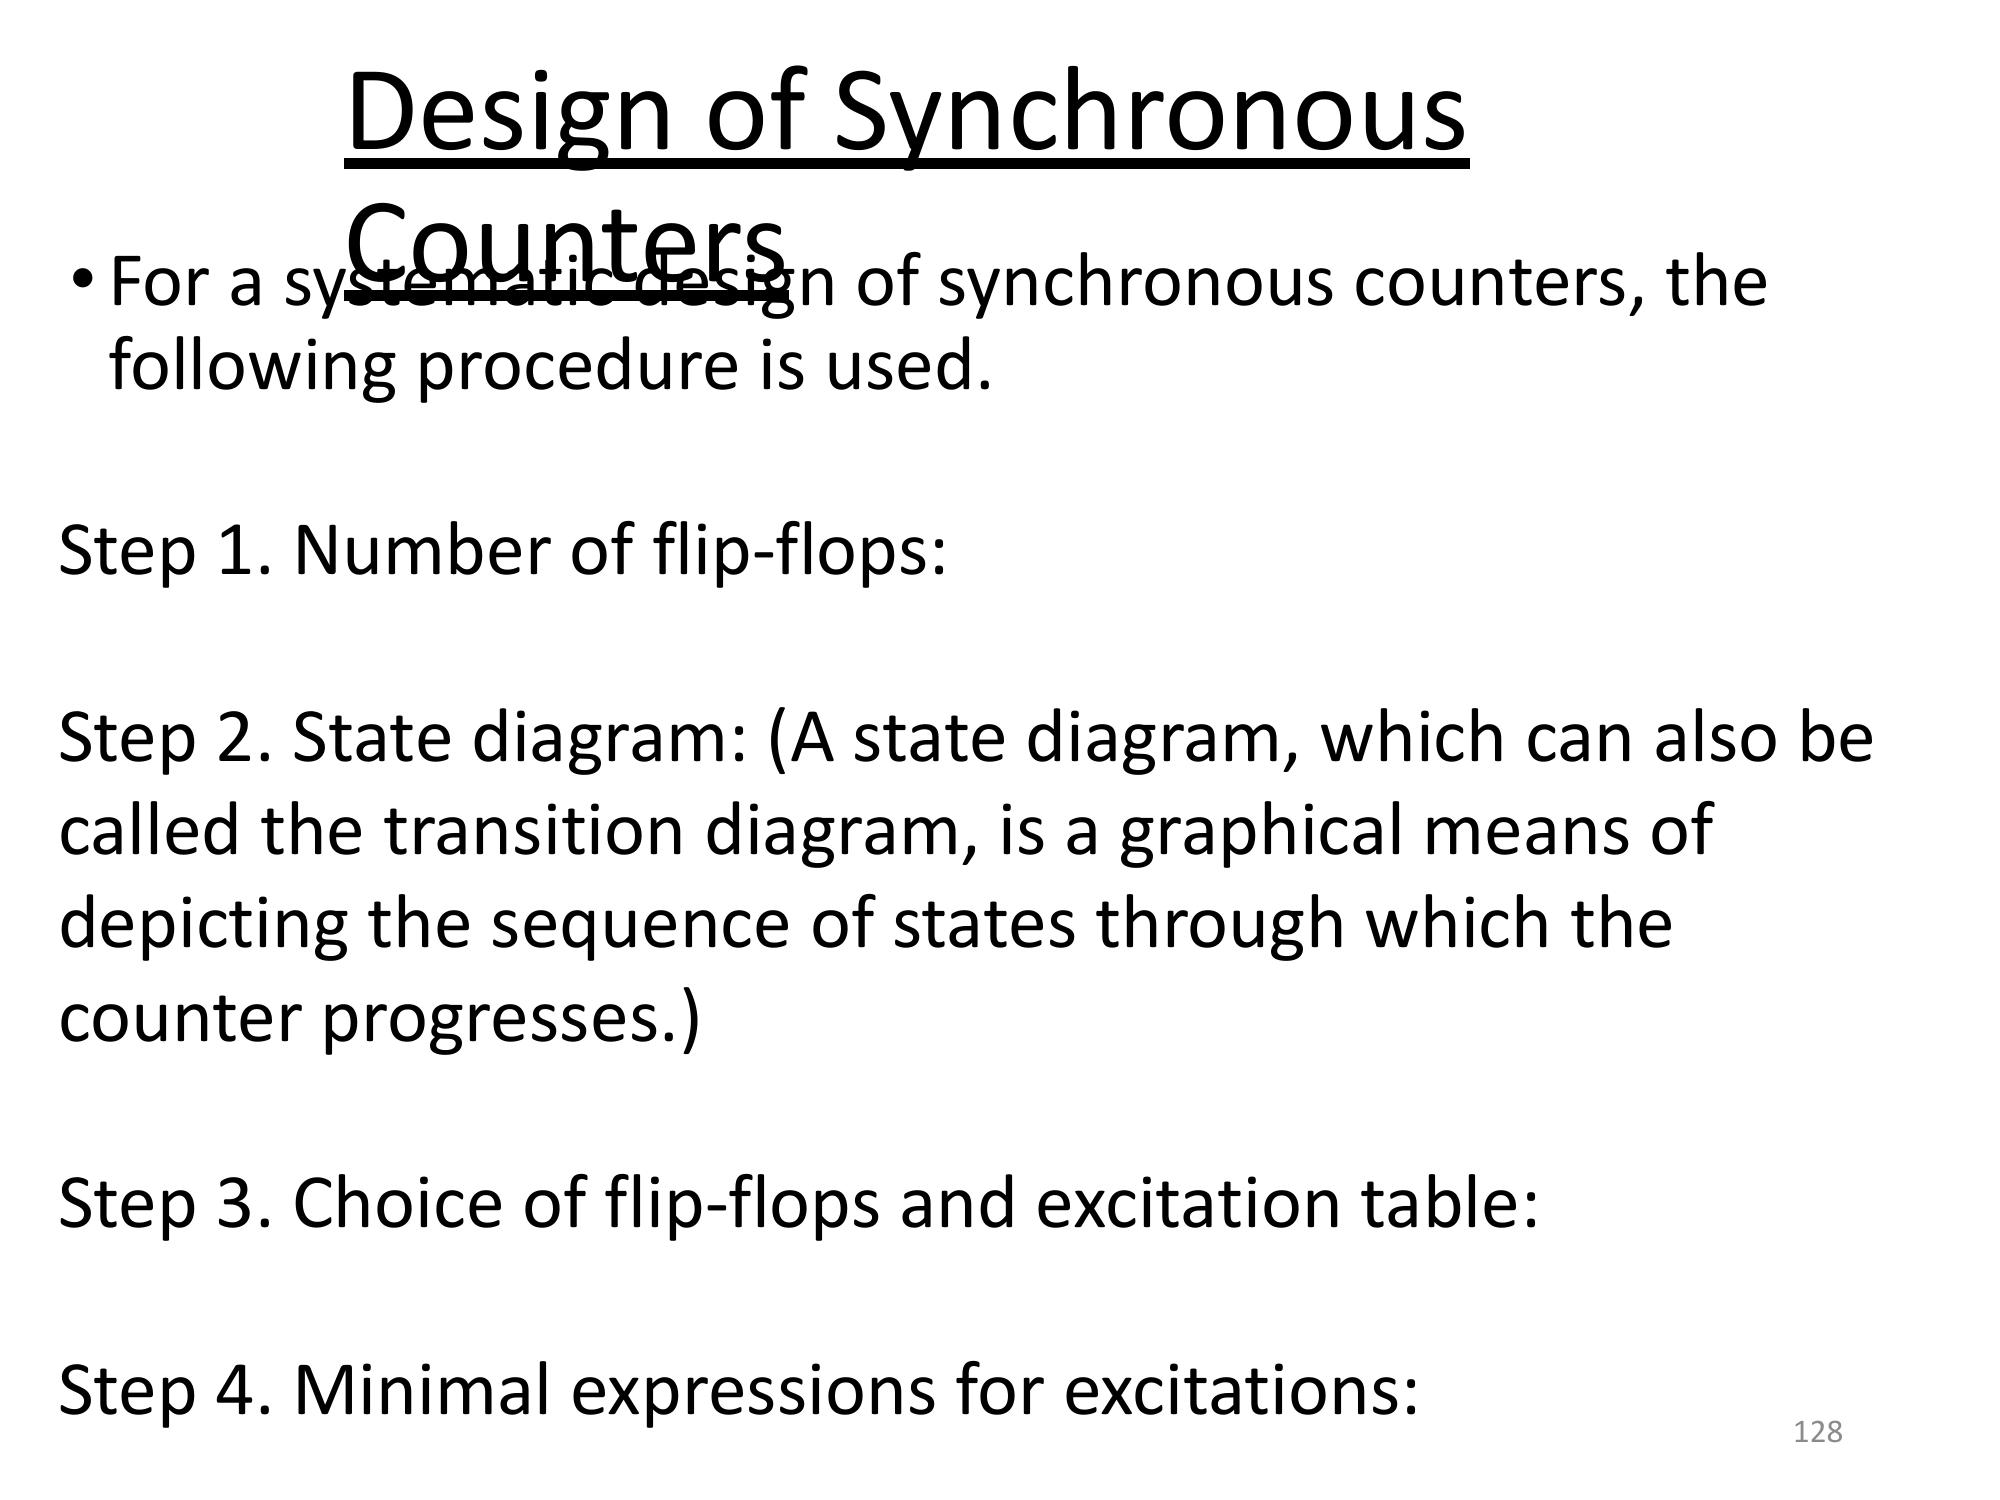 Design of Synchronous
Counters
• For a systematic design of synchronous counters, the
following procedure is used.
Step 1. Number of flip-flops:
Step 2. State diagram: (A state diagram, which can also be
called the transition diagram, is a graphical means of
depicting the sequence of states through which the
counter progresses.)
Step 3. Choice of flip-flops and excitation table:
Step 4. Minimal expressions for excitations:
128